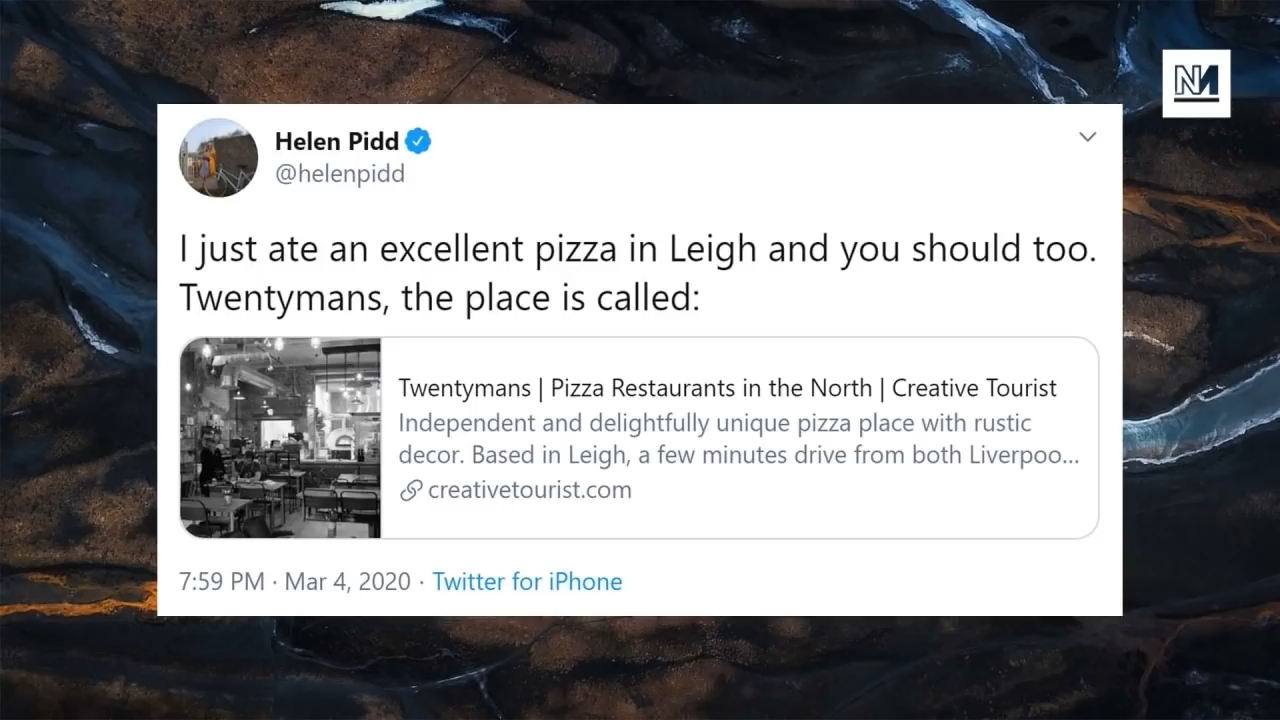 NM
Helen Pidd
@helenpidd
I just ate an excellent pizza in Leigh and you should too.
Twentymans, the place is called:
Twentymans | Pizza Restaurants in the North | Creative Tourist
Independent and delightfully unique pizza place with rustic
decor. Based in Leigh, a few minutes drive from both Liverpoo...
creativetourist.com
7:59 PM · Mar 4, 2020 · Twitter for iPhone